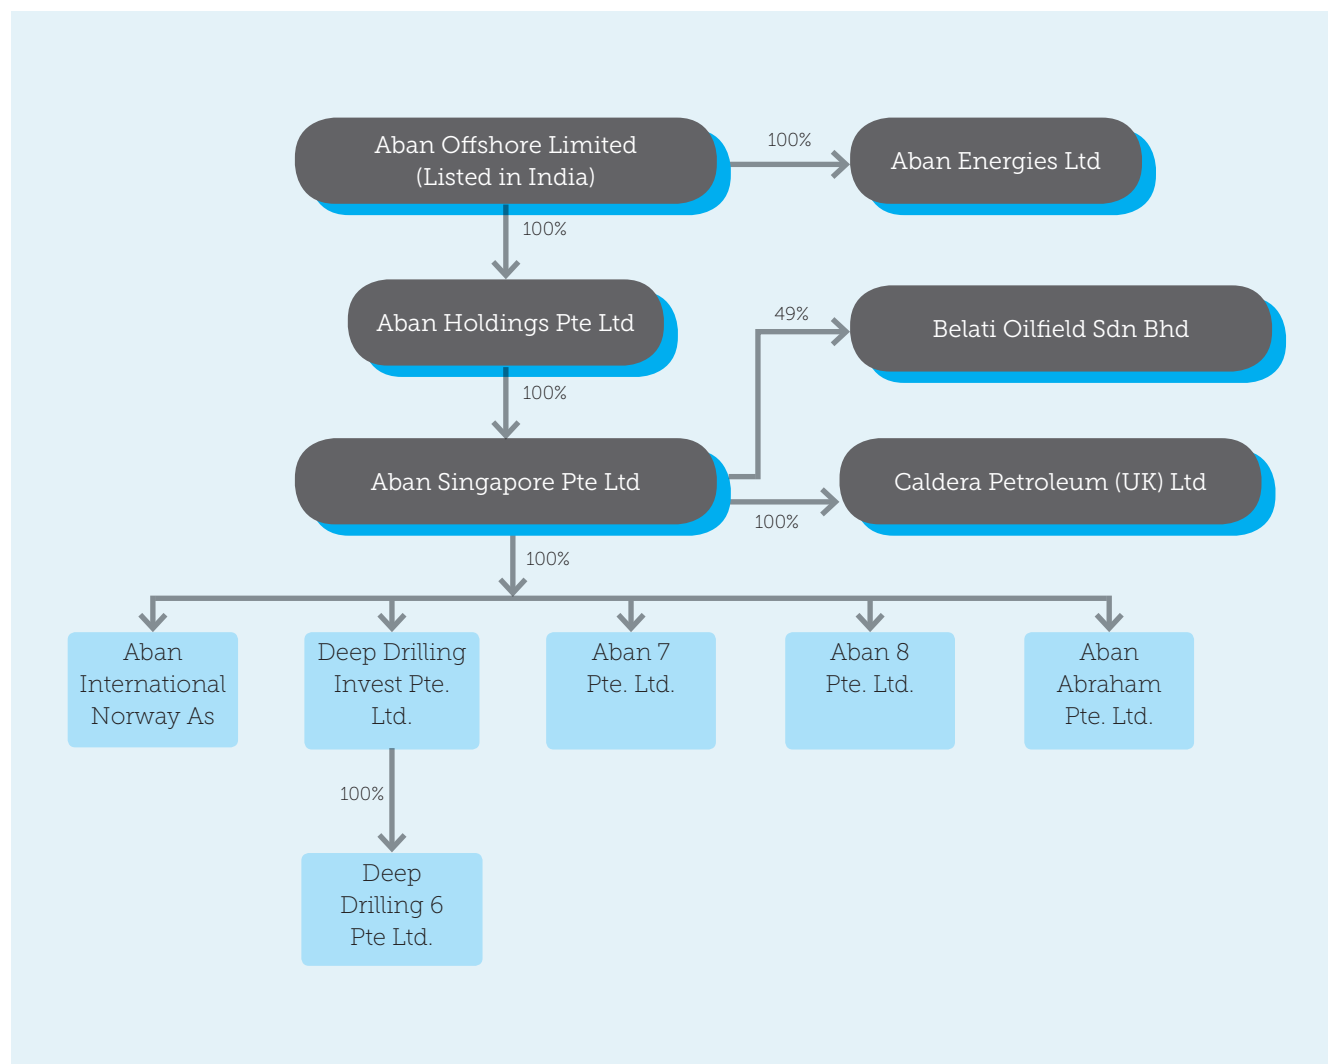 Aban Offshore Limited
(Listed in India)
100%
Aban Energies Ltd
100%
Aban Holdings Pte Ltd
49%
Belati Oilfield Sdn Bhd
100%
Aban Singapore Pte Ltd
Caldera Petroleum (UK) Ltd
100%
100%
Aban
International
Norway As
Deep Drilling
Invest Pte.
Ltd.
Aban 7
Pte. Ltd.
Aban 8
Pte. Ltd.
Aban
Abraham
Pte. Ltd.
100%
Deep
Drilling 6
Pte Ltd.